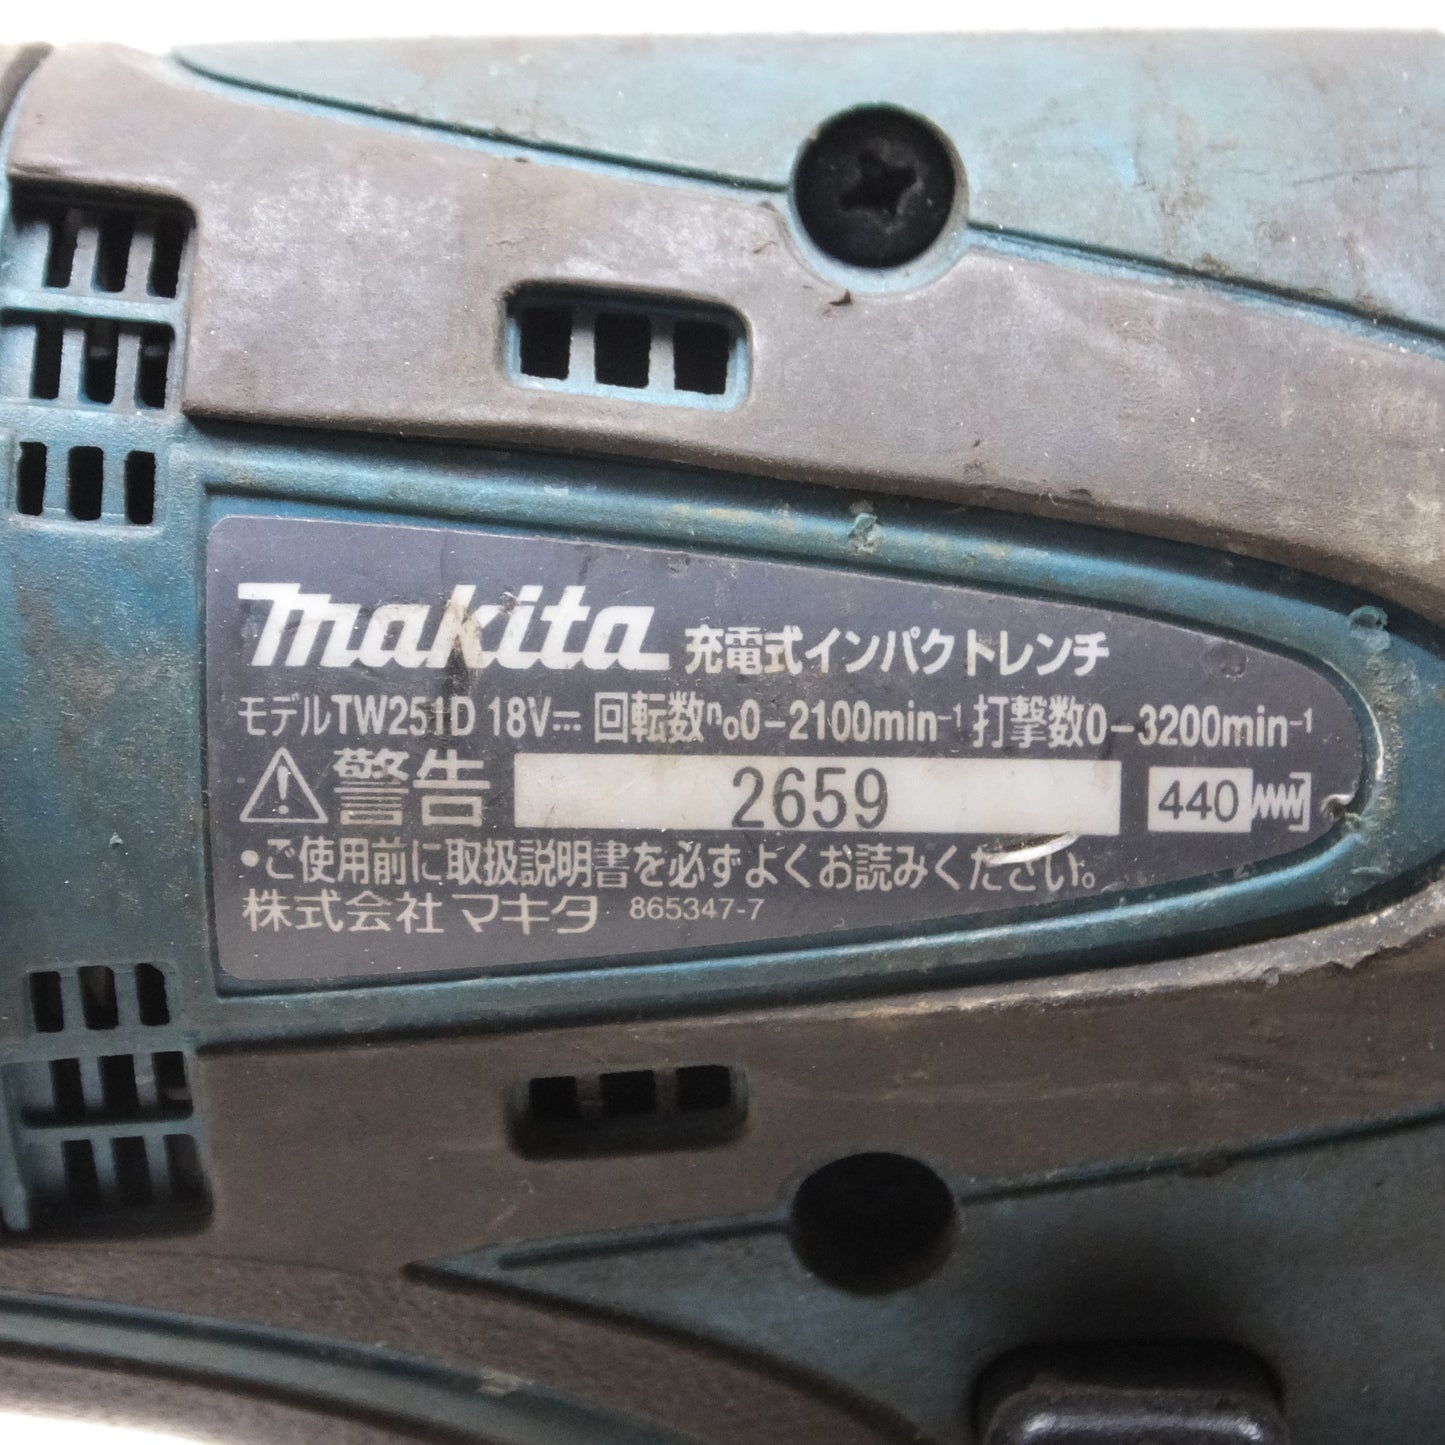 makita 充電式インパクトレンチ
モデルTW251D 18V⎓ 回転数n₀0-2100min⁻¹ 打撃数0-3200min⁻¹
⚠警告 2659 440
•ご使用前に取扱説明書を必ずよくお読みください。
株式会社マキタ 865347-7